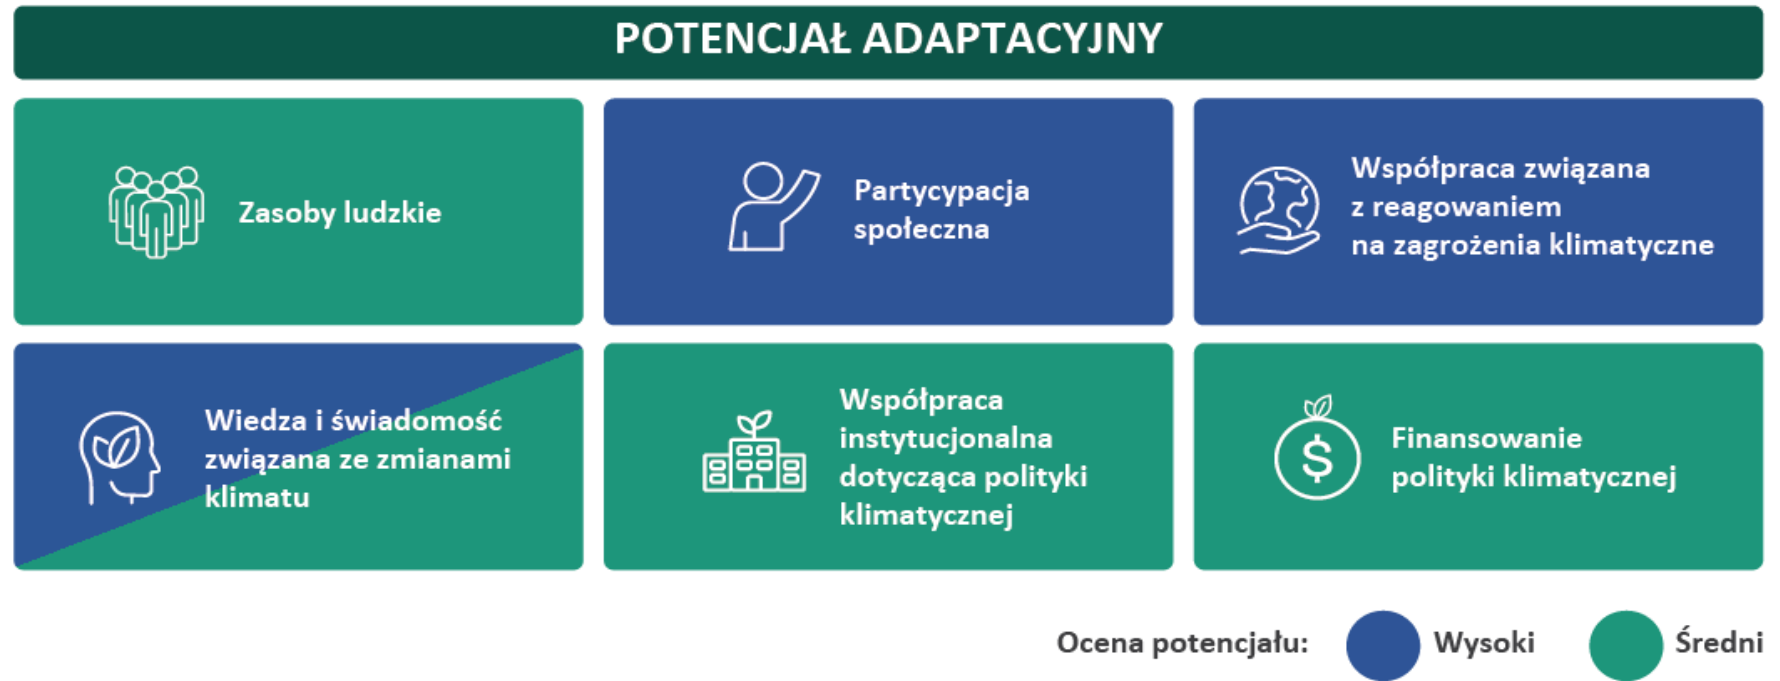 POTENCJAŁ ADAPTACYJNY
Zasoby ludzkie
Partycypacja
społeczna
Współpraca związana
z reagowaniem
na zagrożenia klimatyczne
Wiedza i świadomość
związana ze zmianami
klimatu
Współpraca
instytucjonalna
dotycząca polityki
klimatycznej
$
Finansowanie
polityki klimatycznej
Ocena potencjału:
Wysoki
Średni